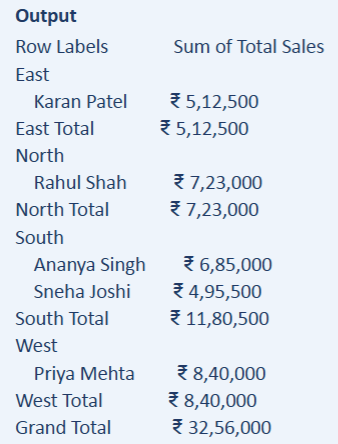 Output
Row Labels Sum of Total Sales
East
Karan Patel ₹ 5,12,500
East Total ₹ 5,12,500
North
Rahul Shah ₹ 7,23,000
North Total ₹ 7,23,000
South
Ananya Singh ₹ 6,85,000
Sneha Joshi ₹ 4,95,500
South Total ₹ 11,80,500
West
Priya Mehta ₹ 8,40,000
West Total ₹ 8,40,000
Grand Total ₹ 32,56,000